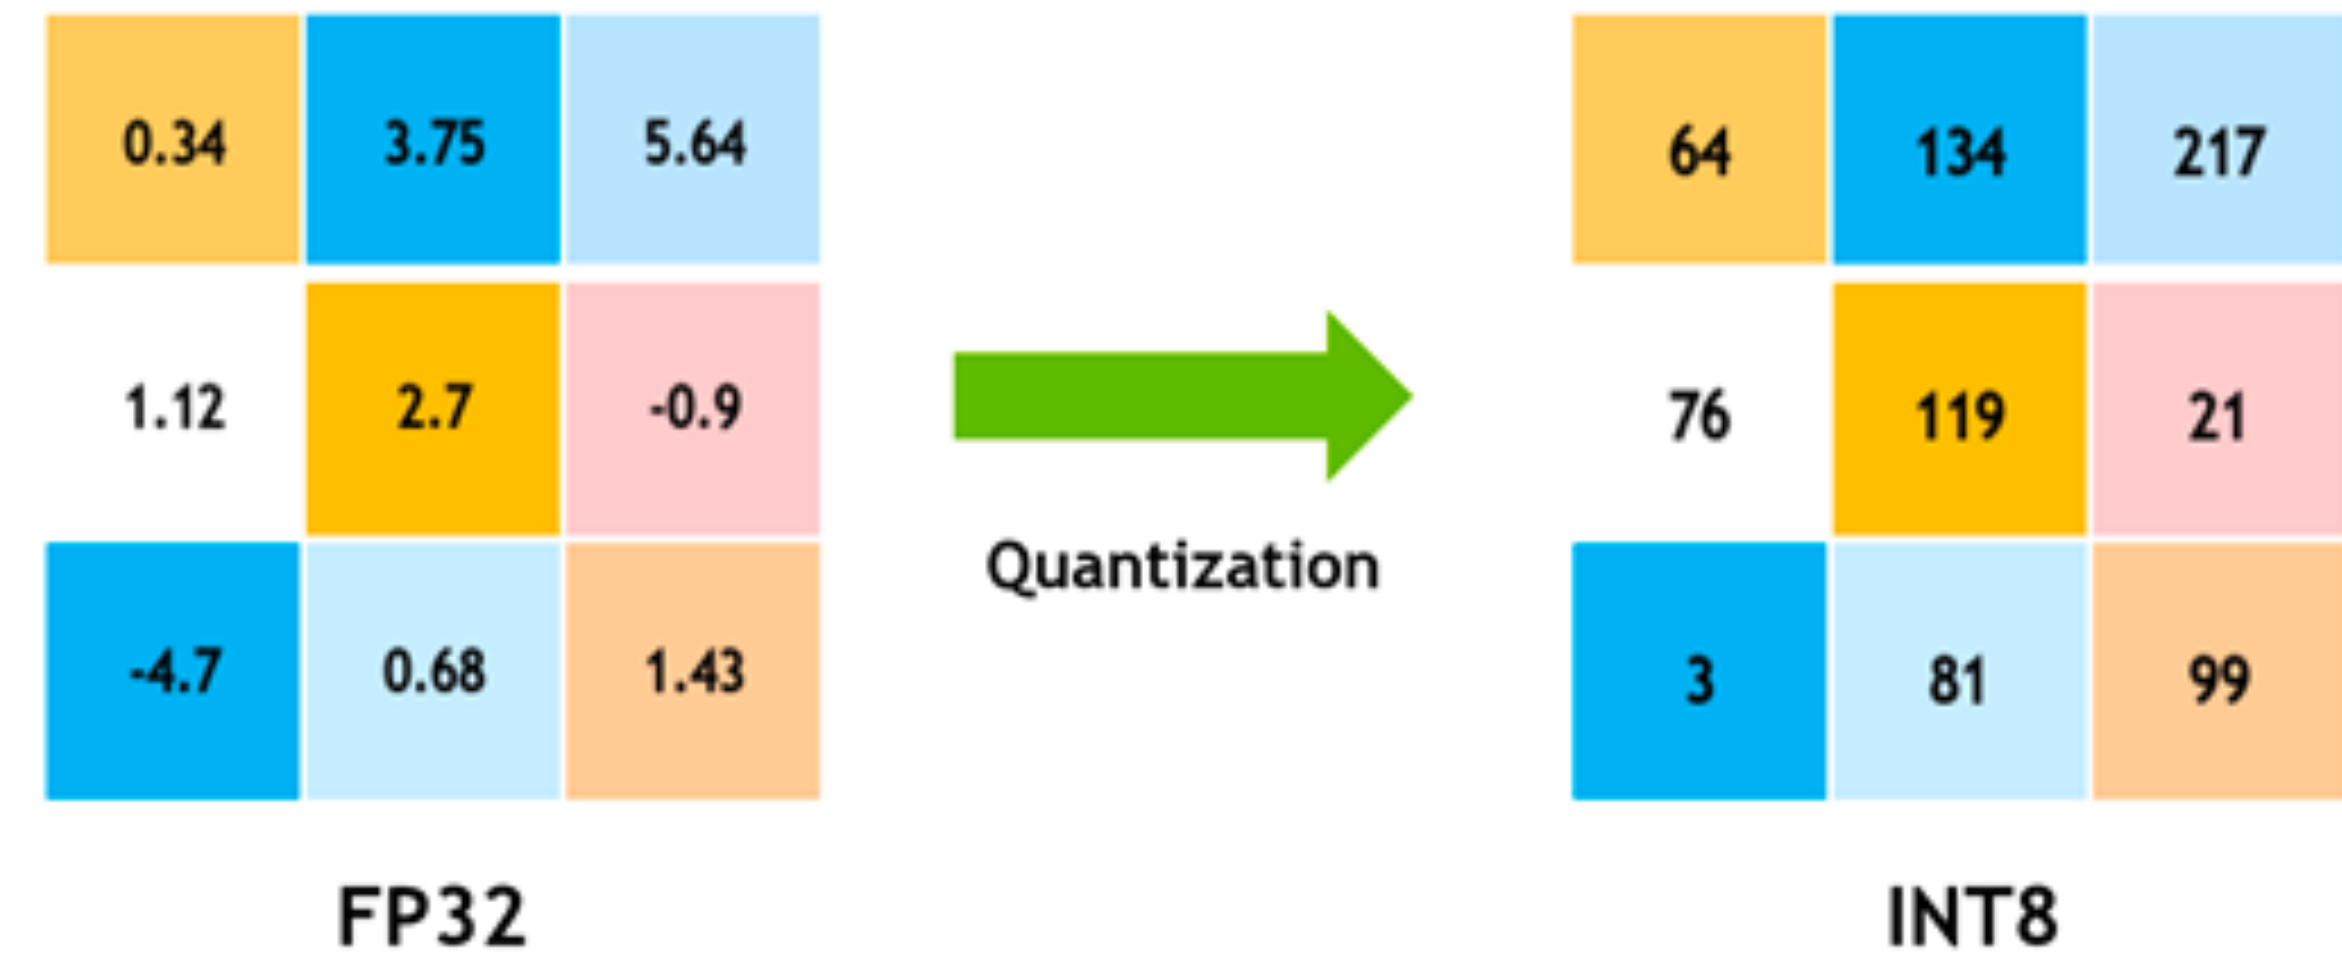 0.34 3.75 5.64 64 134 217
1.12 2.7 -0.9 76 119 21
Quantization
-4.7 0.68 1.43 3 81 99
FP32 INT8